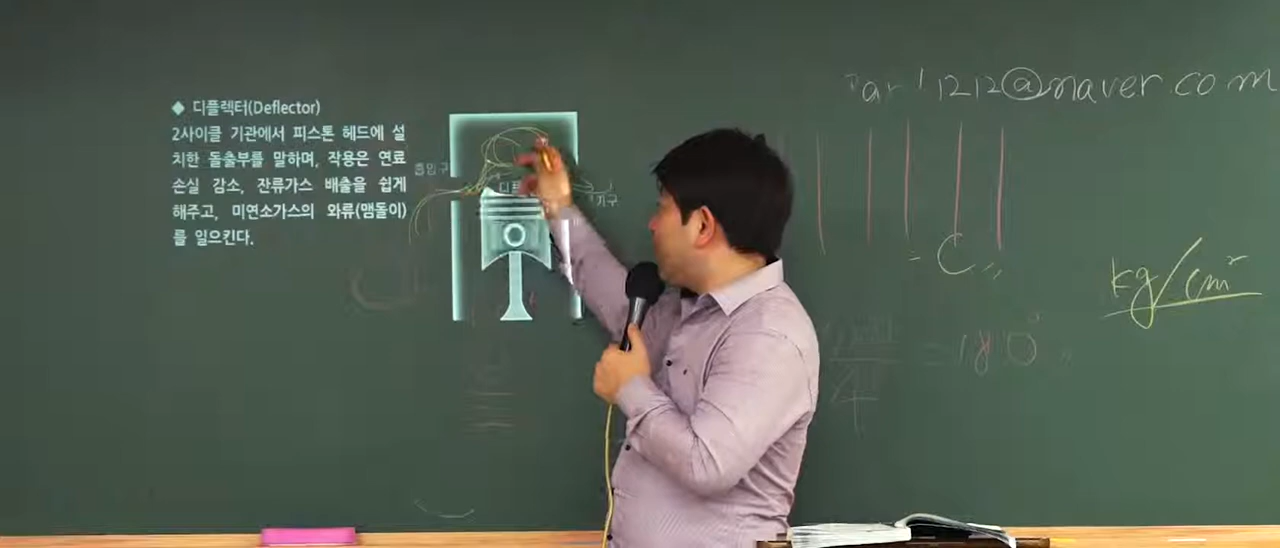 ◆ 디플렉터(Deflector)
2사이클 기관에서 피스톤 헤드에 설
치한 돌출부를 말하며, 작용은 연료
손실 감소, 잔류가스 배출을 쉽게
해주고, 미연소가스의 와류(맴돌이)
를 일으킨다.
흡입구
1212@naver.com
"C"
kg/cm²
= 180°